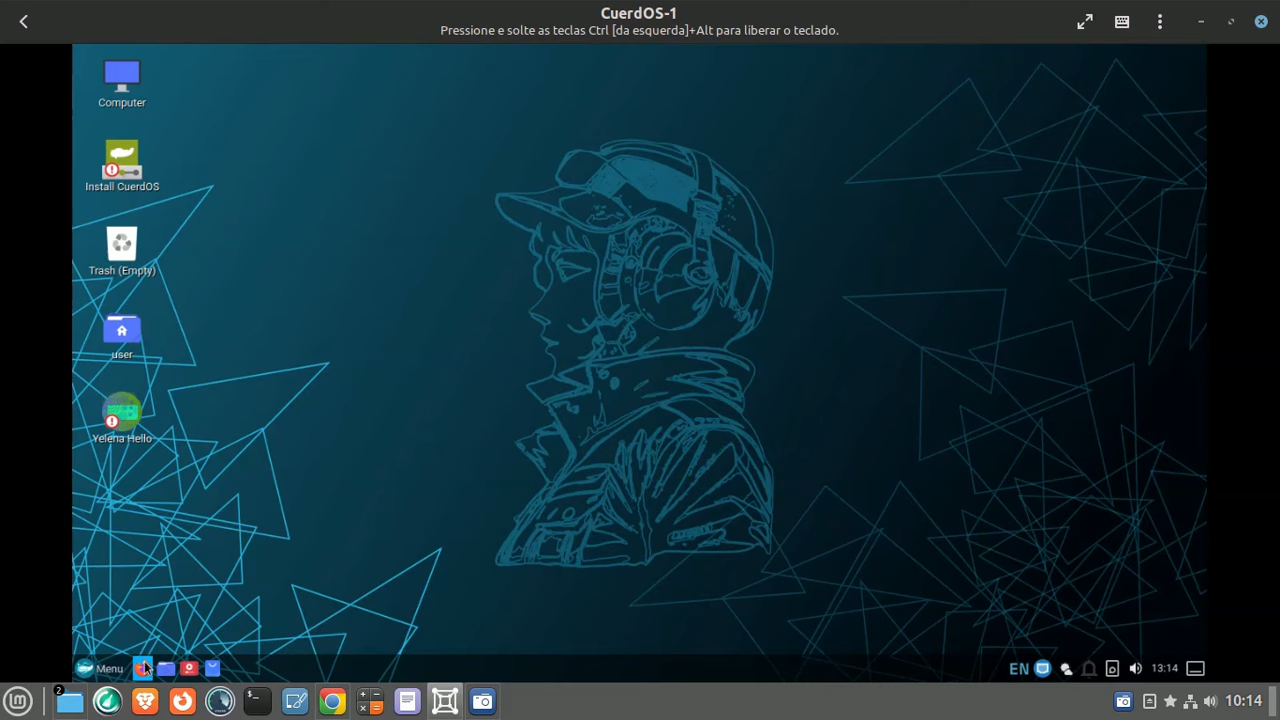 CuerdOS-1
Pressione e solte as teclas Ctrl [da esquerda]+Alt para liberar o teclado.
Computer
Install CuerdOS
Trash (Empty)
user
Yelena Hello
Menu
EN
13:14
2
10:14